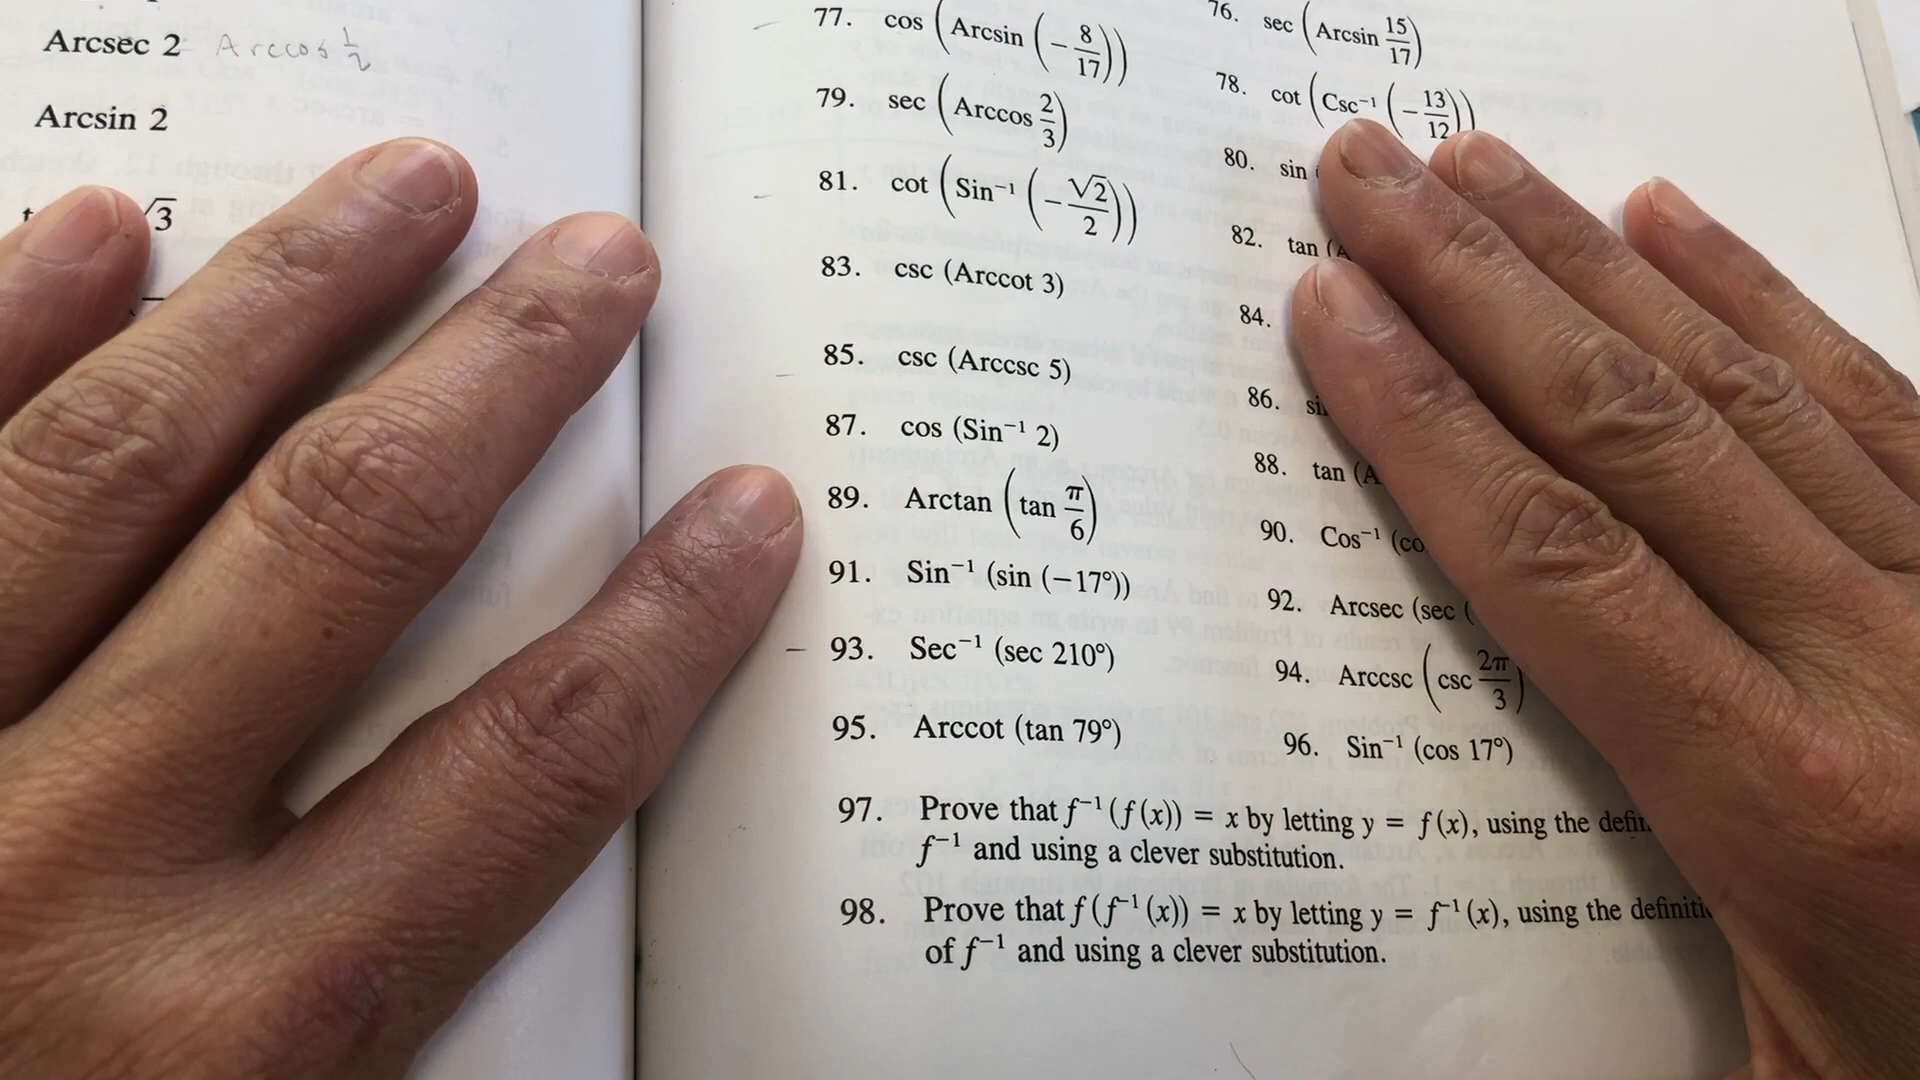 Arcsec 2 Arccos 1/2
Arcsin 2
√3
77. cos (Arcsin (−8/17))
76. sec (Arcsin 15/17)
79. sec (Arccos 2/3)
78. cot (Csc⁻¹ (−13/12))
81. cot (Sin⁻¹ (−√2/2))
80. sin
83. csc (Arccot 3)
82. tan (A
85. csc (Arccsc 5)
84.
87. cos (Sin⁻¹ 2)
86.
89. Arctan (tan π/6)
88. tan (A
91. Sin⁻¹ (sin (−17°))
90. Cos⁻¹ (co
93. Sec⁻¹ (sec 210°)
92. Arcsec (sec (
95. Arccot (tan 79°)
94. Arccsc (csc 2π/3)
96. Sin⁻¹ (cos 17°)
97. Prove that f⁻¹(f(x)) = x by letting y = f(x), using the defin
f⁻¹ and using a clever substitution.
98. Prove that f(f⁻¹(x)) = x by letting y = f⁻¹(x), using the definiti
of f⁻¹ and using a clever substitution.